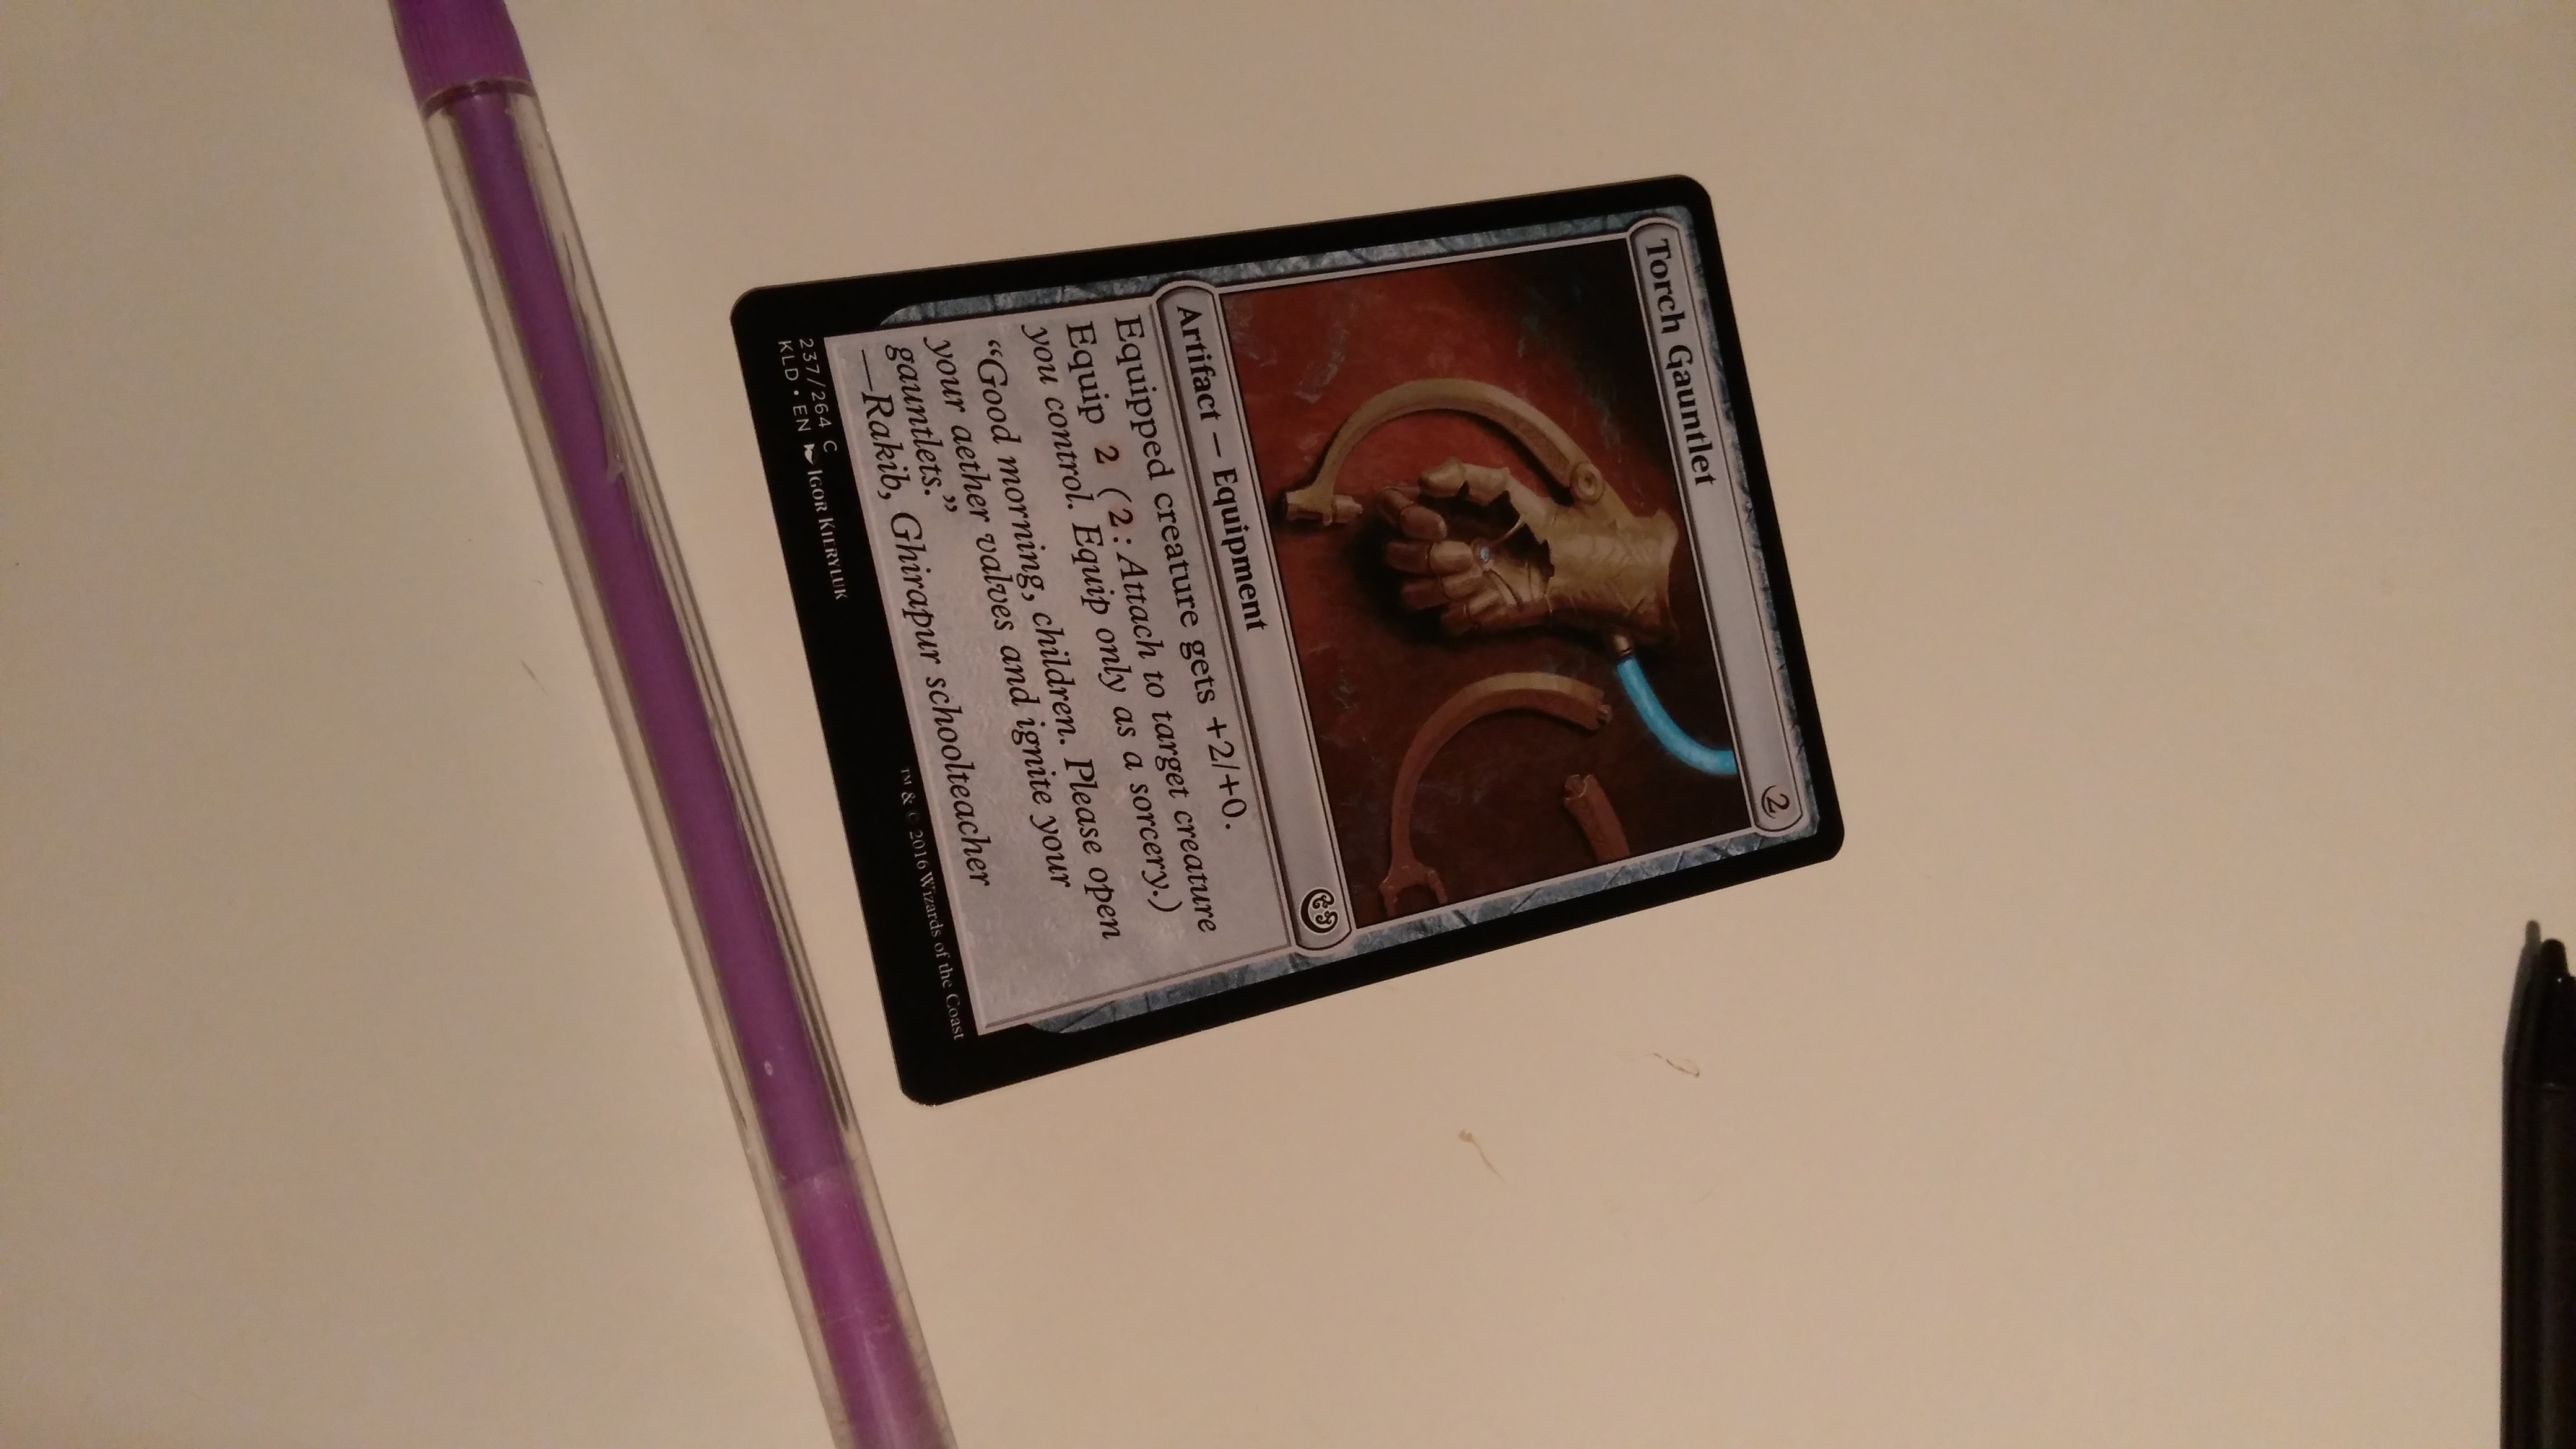 Torch Gauntlet 2
Artifact — Equipment
Equipped creature gets +2/+0.
Equip 2 (2: Attach to target creature
you control. Equip only as a sorcery.)
“Good morning, children. Please open
your aether valves and ignite your
gauntlets.”
—Rakib, Ghirapur schoolteacher
237/264 C
KLD • EN IGOR KIERYLUK
™ & © 2016 Wizards of the Coast